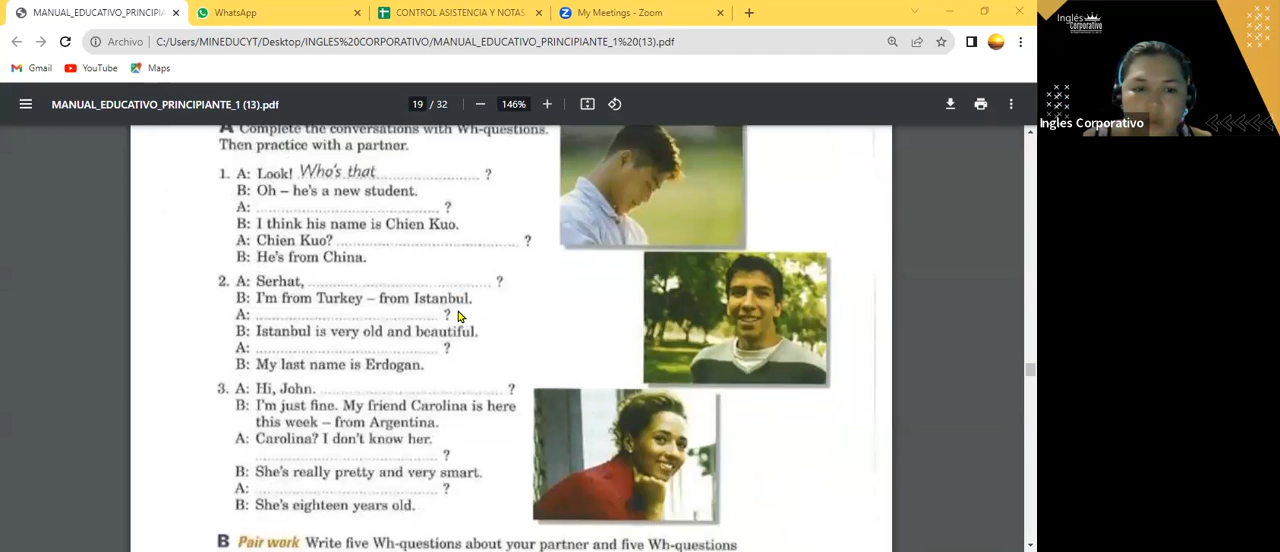 MANUAL_EDUCATIVO_PRINCIPIA
WhatsApp
CONTROL ASISTENCIA Y NOTAS
My Meetings - Zoom
Archivo
C:/Users/MINEDUCYT/Desktop/INGLES%20CORPORATIVO/MANUAL_EDUCATIVO_PRINCIPIANTE_1%20(13).pdf
Gmail
YouTube
Maps
MANUAL_EDUCATIVO_PRINCIPIANTE_1 (13).pdf
19 / 32
146%
Inglés
Corporativo
Ingles Corporativo
A Complete the conversations with Wh-questions.
Then practice with a partner.
1. A: Look! Who's that ?
B: Oh – he's a new student.
A: ?
B: I think his name is Chien Kuo.
A: Chien Kuo? ?
B: He's from China.
2. A: Serhat, ?
B: I'm from Turkey – from Istanbul.
A: ?
B: Istanbul is very old and beautiful.
A: ?
B: My last name is Erdogan.
3. A: Hi, John. ?
B: I'm just fine. My friend Carolina is here
this week – from Argentina.
A: Carolina? I don't know her.
?
B: She's really pretty and very smart.
A: ?
B: She's eighteen years old.
B Pair work Write five Wh-questions about your partner and five Wh-questions